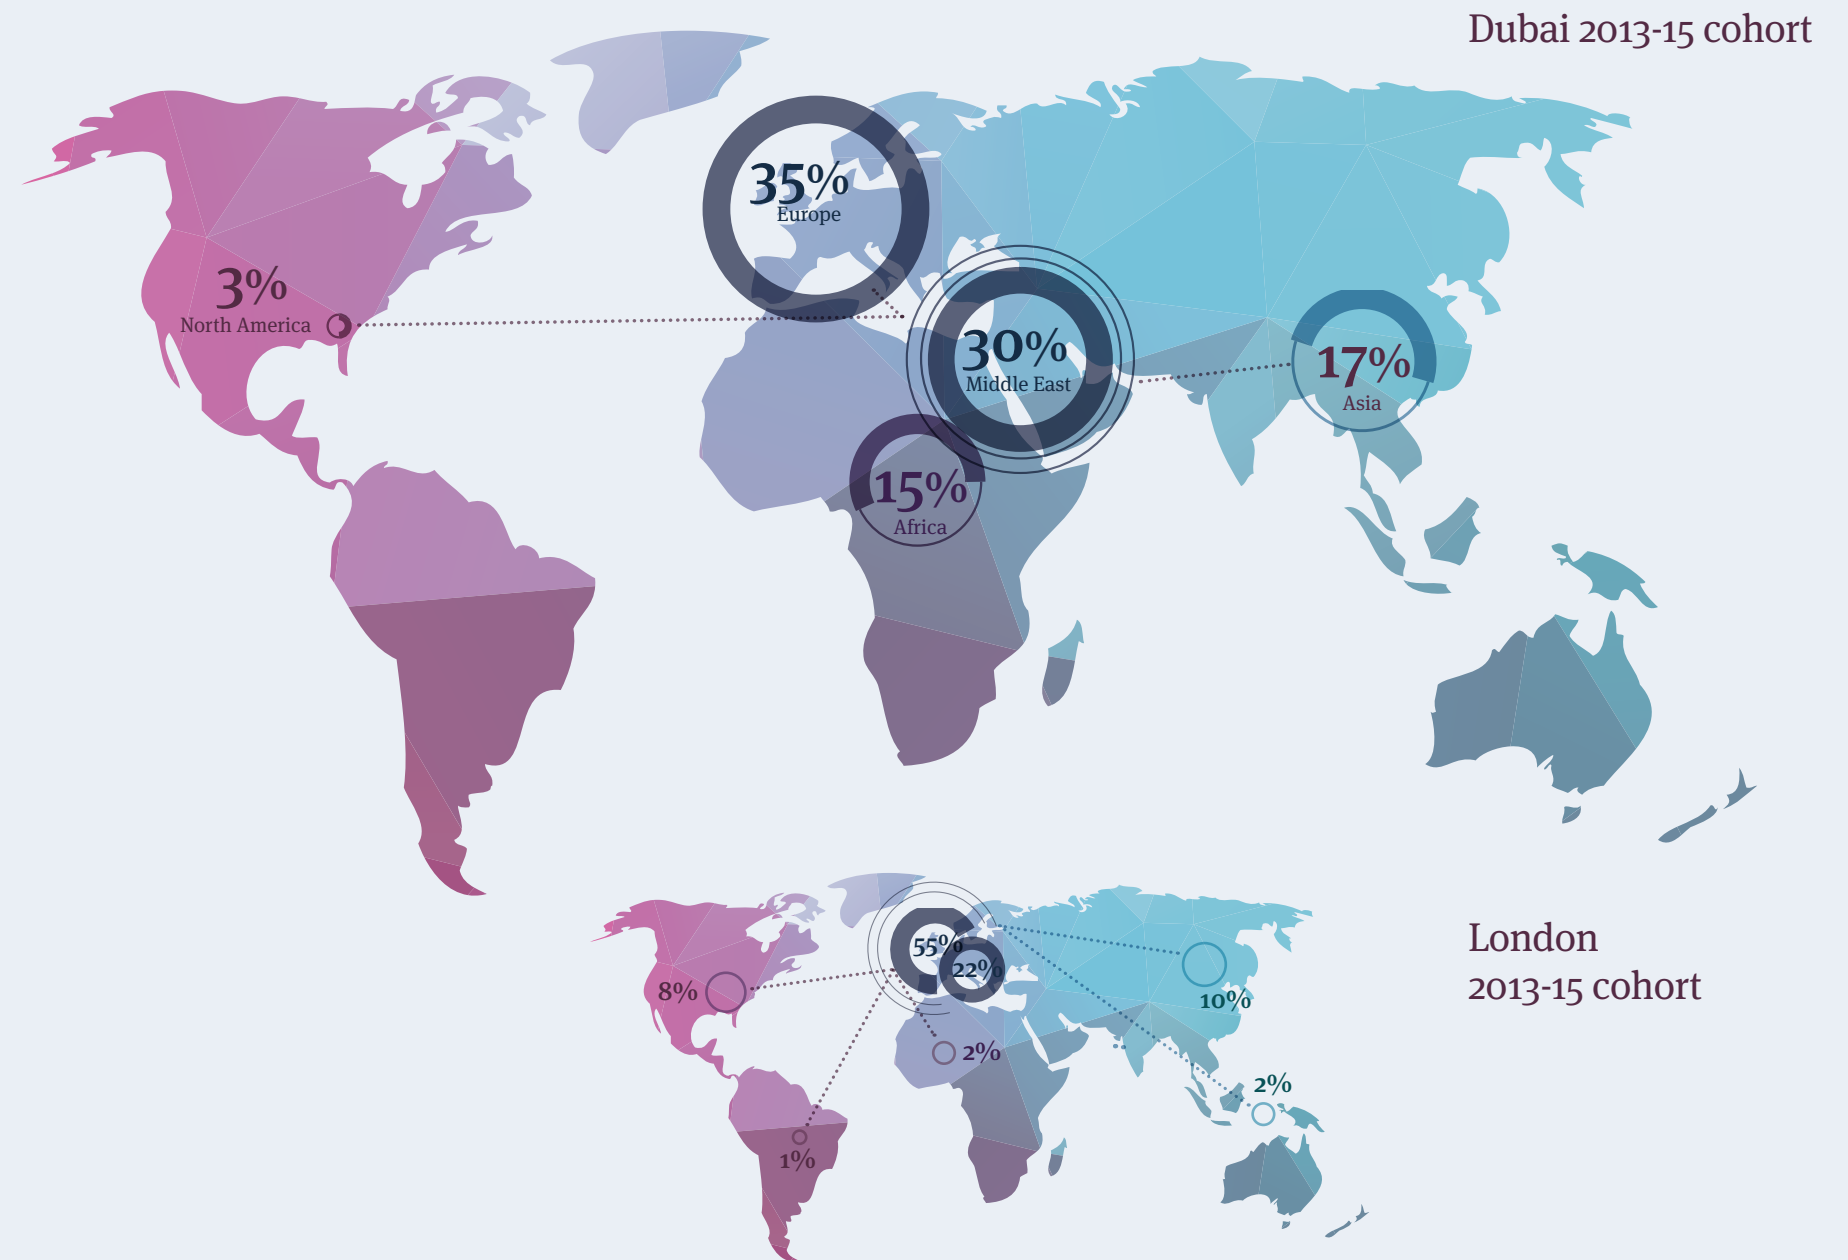 Dubai 2013-15 cohort
35%
Europe
3%
North America
30%
Middle East
17%
Asia
15%
Africa
London
2013-15 cohort
55%
22%
8%
10%
2%
2%
1%